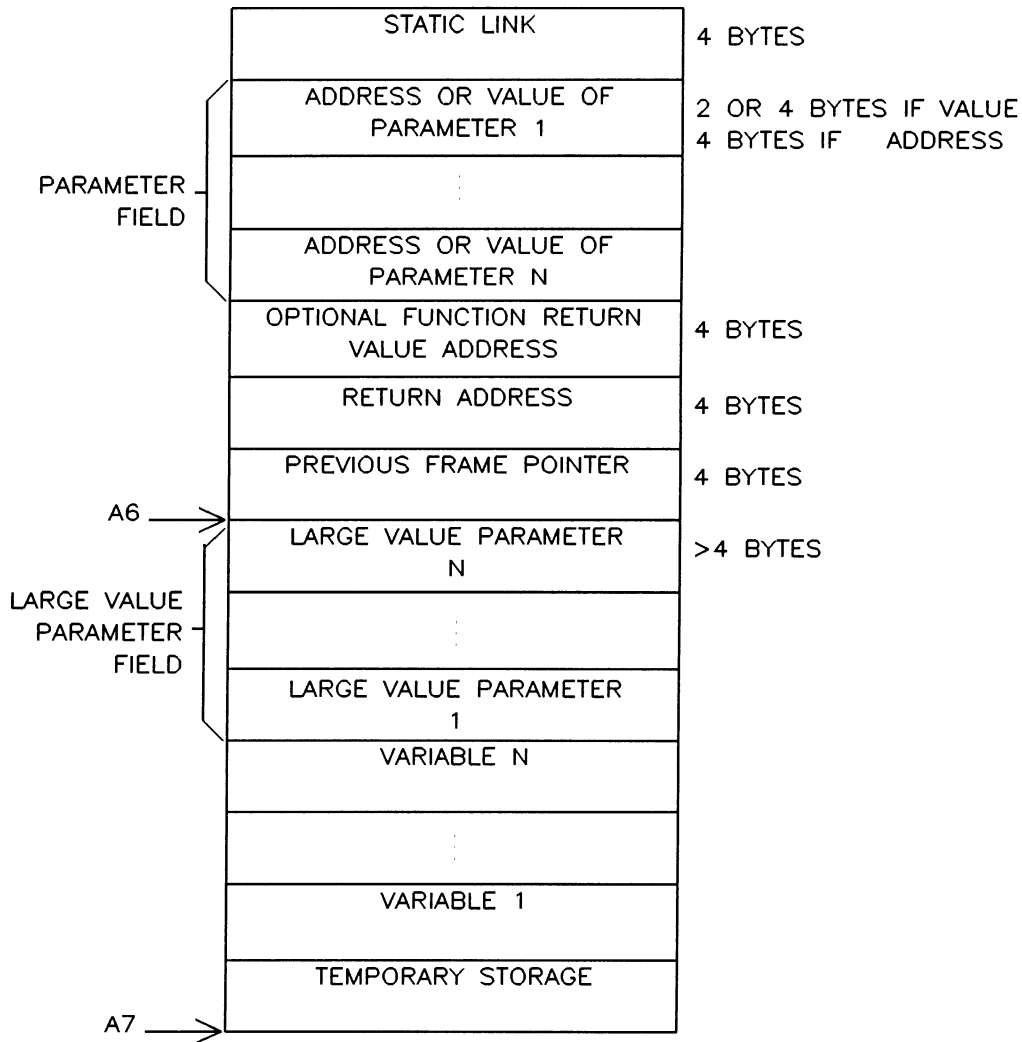 STATIC LINK
4 BYTES
ADDRESS OR VALUE OF
PARAMETER 1
2 OR 4 BYTES IF VALUE
4 BYTES IF ADDRESS
PARAMETER
FIELD
ADDRESS OR VALUE OF
PARAMETER N
OPTIONAL FUNCTION RETURN
VALUE ADDRESS
4 BYTES
RETURN ADDRESS
4 BYTES
PREVIOUS FRAME POINTER
4 BYTES
A6
LARGE VALUE PARAMETER
N
>4 BYTES
LARGE VALUE
PARAMETER
FIELD
LARGE VALUE PARAMETER
1
VARIABLE N
VARIABLE 1
TEMPORARY STORAGE
A7